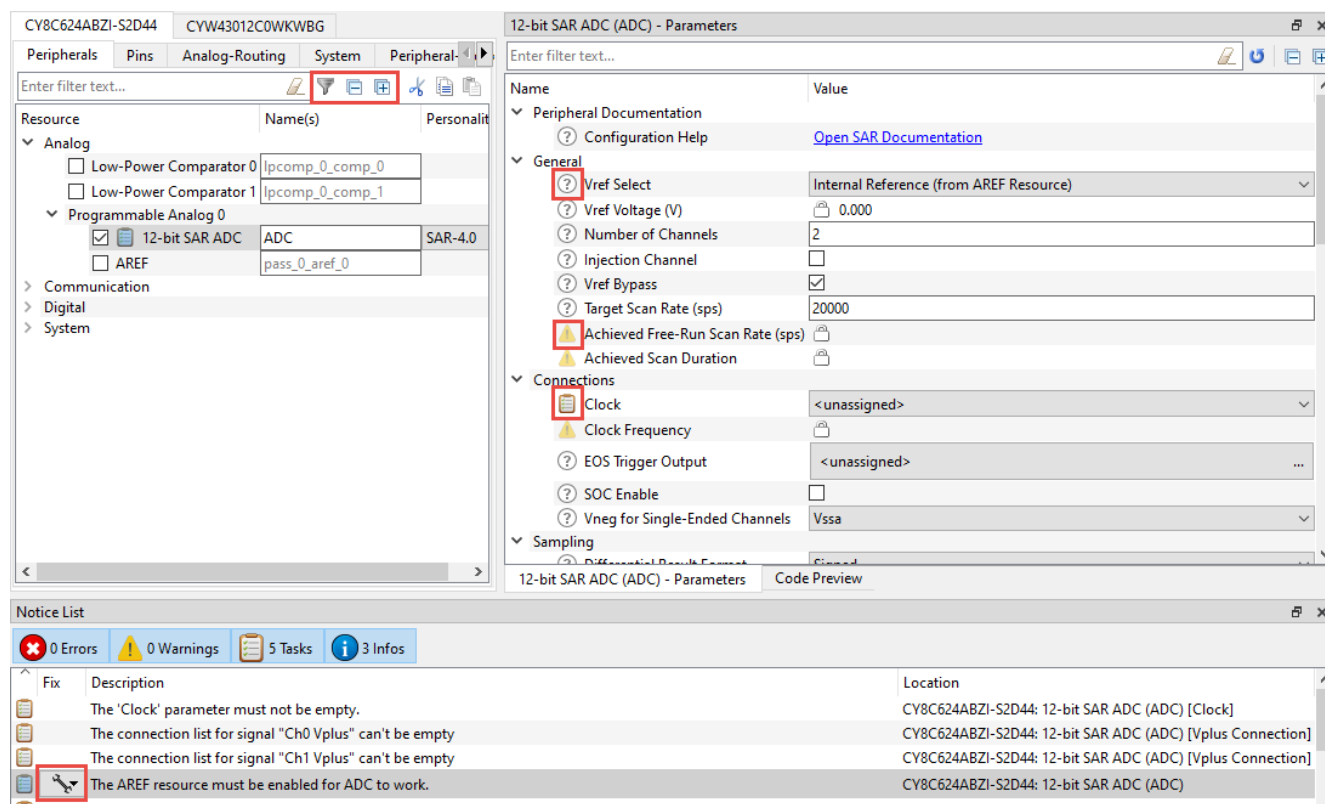 CY8C624ABZI-S2D44 CYW43012C0WKWBG
Peripherals Pins Analog-Routing System Peripheral-
Enter filter text...
Resource Name(s) Personalit
Analog
Low-Power Comparator 0 lpcomp_0_comp_0
Low-Power Comparator 1 lpcomp_0_comp_1
Programmable Analog 0
12-bit SAR ADC ADC SAR-4.0
AREF pass_0_aref_0
Communication
Digital
System
12-bit SAR ADC (ADC) - Parameters
Enter filter text...
Name Value
Peripheral Documentation
Configuration Help Open SAR Documentation
General
Vref Select Internal Reference (from AREF Resource)
Vref Voltage (V) 0.000
Number of Channels 2
Injection Channel
Vref Bypass
Target Scan Rate (sps) 20000
Achieved Free-Run Scan Rate (sps)
Achieved Scan Duration
Connections
Clock <unassigned>
Clock Frequency
EOS Trigger Output <unassigned> ...
SOC Enable
Vneg for Single-Ended Channels Vssa
Sampling
Differential Result Format Signed
12-bit SAR ADC (ADC) - Parameters Code Preview
Notice List
0 Errors 0 Warnings 5 Tasks 3 Infos
Fix Description Location
The 'Clock' parameter must not be empty. CY8C624ABZI-S2D44: 12-bit SAR ADC (ADC) [Clock]
The connection list for signal "Ch0 Vplus" can't be empty CY8C624ABZI-S2D44: 12-bit SAR ADC (ADC) [Vplus Connection]
The connection list for signal "Ch1 Vplus" can't be empty CY8C624ABZI-S2D44: 12-bit SAR ADC (ADC) [Vplus Connection]
The AREF resource must be enabled for ADC to work. CY8C624ABZI-S2D44: 12-bit SAR ADC (ADC)